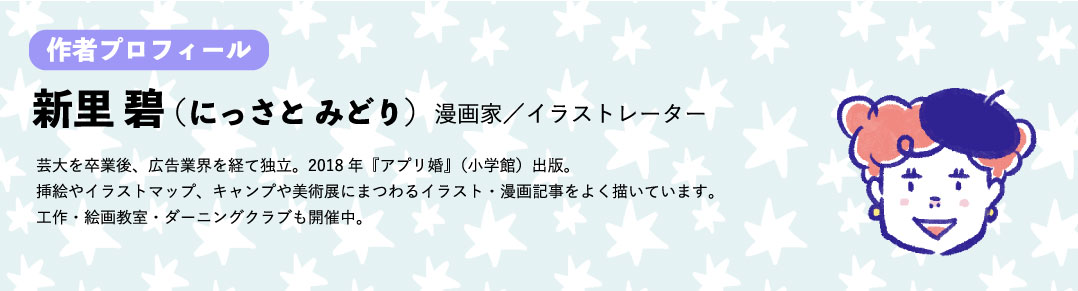 作者プロフィール
新里 碧（にっさと みどり）漫画家／イラストレーター
芸大を卒業後、広告業界を経て独立。2018 年『アプリ婚』（小学館）出版。
挿絵やイラストマップ、キャンプや美術展にまつわるイラスト・漫画記事をよく描いています。
工作・絵画教室・ダーニングクラブも開催中。